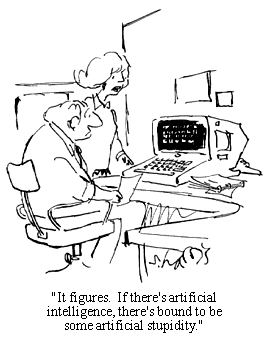 "It figures.  If there's artificial
intelligence, there's bound to be
some artificial stupidity."